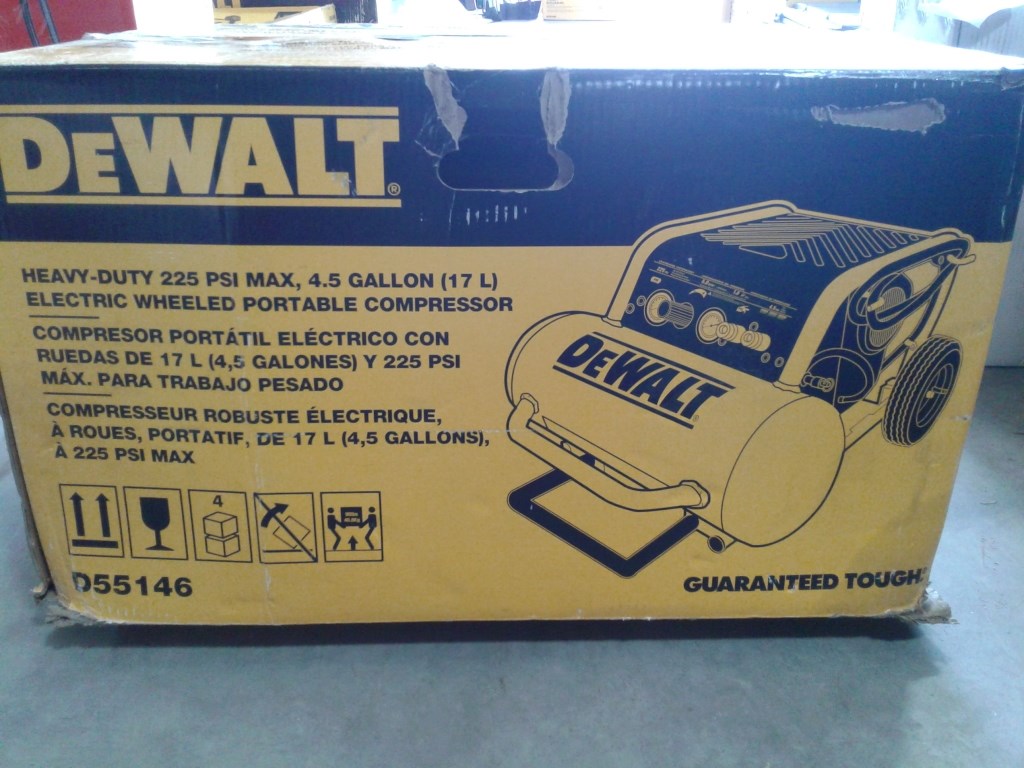 DEWALT®
HEAVY-DUTY 225 PSI MAX, 4.5 GALLON (17 L)
ELECTRIC WHEELED PORTABLE COMPRESSOR
COMPRESOR PORTÁTIL ELÉCTRICO CON
RUEDAS DE 17 L (4,5 GALONES) Y 225 PSI
MÁX. PARA TRABAJO PESADO
COMPRESSEUR ROBUSTE ÉLECTRIQUE,
À ROUES, PORTATIF, DE 17 L (4,5 GALLONS),
À 225 PSI MAX
4
D55146
DEWALT
GUARANTEED TOUGH